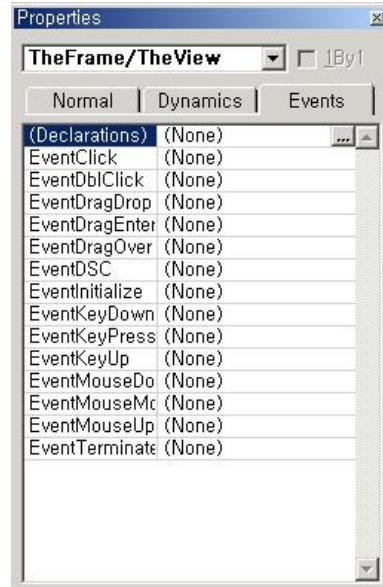 Properties
TheFrame/TheView 1By1
Normal Dynamics Events
(Declarations) (None) ...
EventClick (None)
EventDblClick (None)
EventDragDrop (None)
EventDragEnter (None)
EventDragOver (None)
EventDSC (None)
EventInitialize (None)
EventKeyDown (None)
EventKeyPress (None)
EventKeyUp (None)
EventMouseDo (None)
EventMouseMo (None)
EventMouseUp (None)
EventTerminate (None)